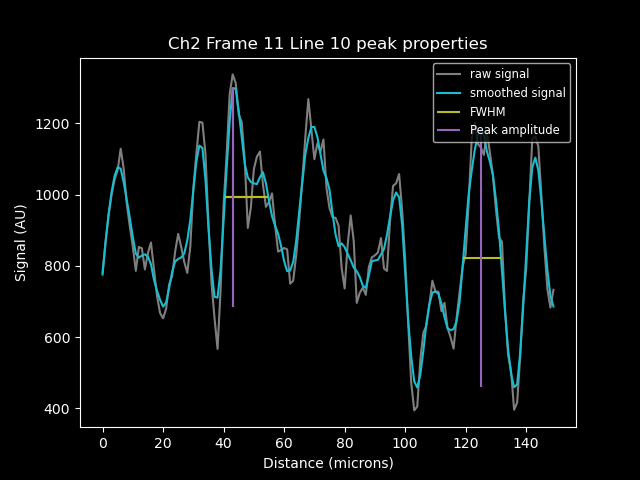 Ch2 Frame 11 Line 10 peak properties
raw signal
smoothed signal
FWHM
Peak amplitude
1200
1000
800
600
400
Signal (AU)
0 20 40 60 80 100 120 140
Distance (microns)